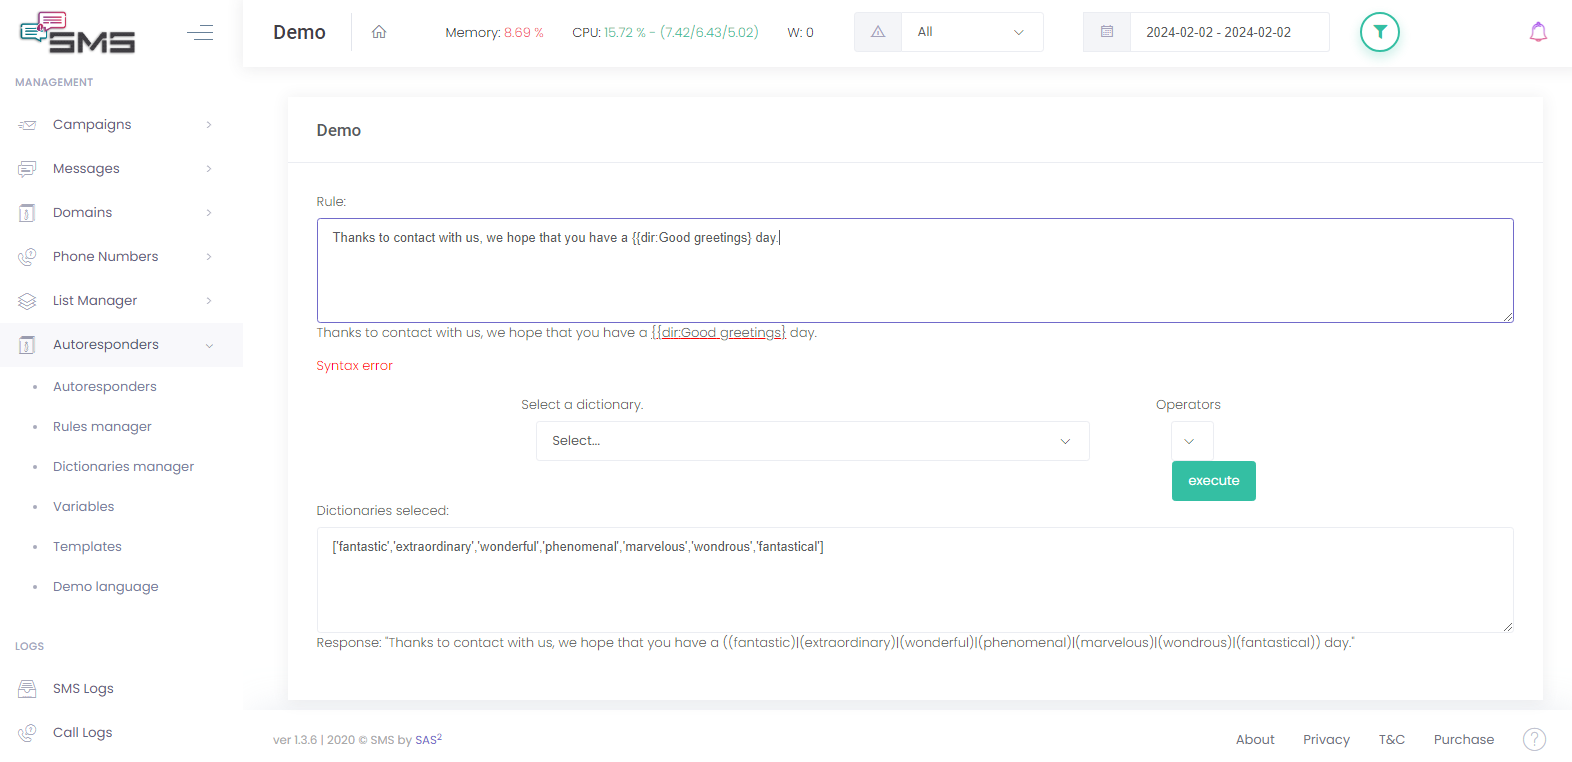 SMS
Demo
Memory: 8.69 %
CPU: 15.72 % - (7.42/6.43/5.02)
W: 0
All
2024-02-02 - 2024-02-02
MANAGEMENT
Campaigns
Messages
Domains
Phone Numbers
List Manager
Autoresponders
Autoresponders
Rules manager
Dictionaries manager
Variables
Templates
Demo language
LOGS
SMS Logs
Call Logs
Demo
Rule:
Thanks to contact with us, we hope that you have a {{dir:Good greetings} day.
Thanks to contact with us, we hope that you have a {{dir:Good greetings} day.
Syntax error
Select a dictionary.
Operators
Select...
execute
Dictionaries seleced:
['fantastic','extraordinary','wonderful','phenomenal','marvelous','wondrous','fantastical']
Response: "Thanks to contact with us, we hope that you have a ((fantastic)|(extraordinary)|(wonderful)|(phenomenal)|(marvelous)|(wondrous)|(fantastical)) day."
ver 1.3.6 | 2020 © SMS by SAS2
About
Privacy
T&C
Purchase
?